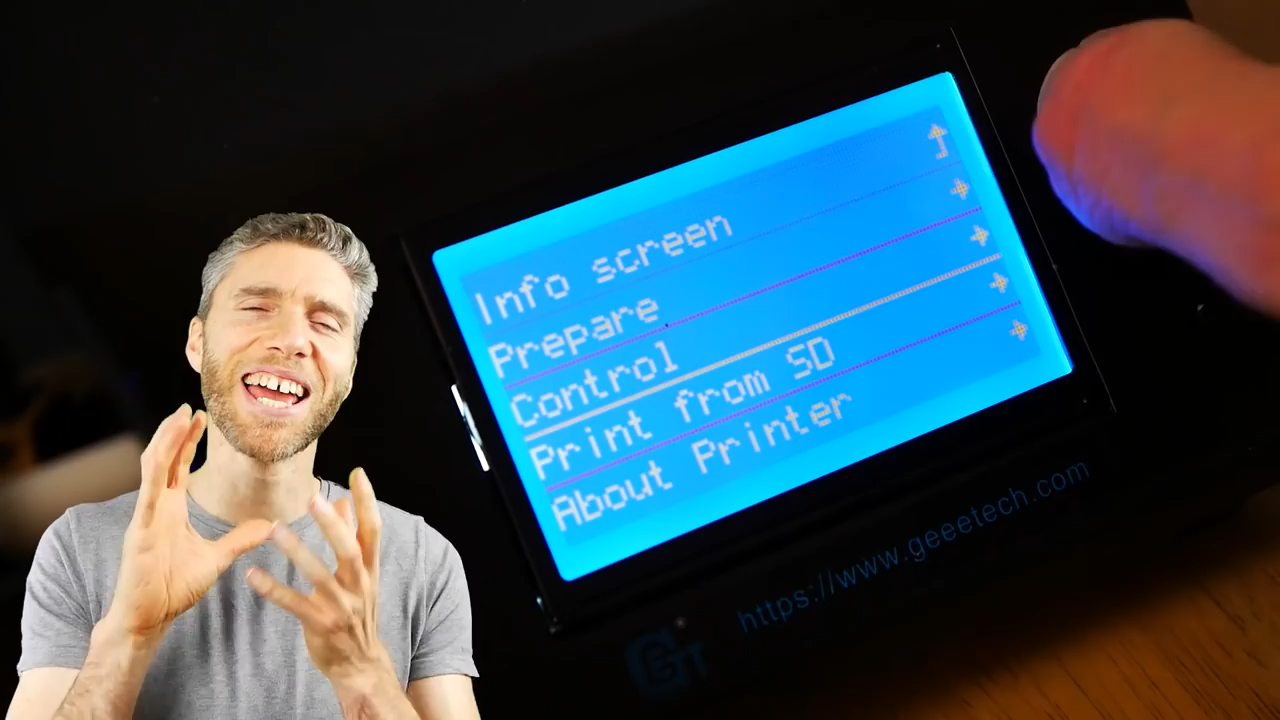 Info screen
Prepare
Control
Print from SD
About Printer
https://www.geeetech.com